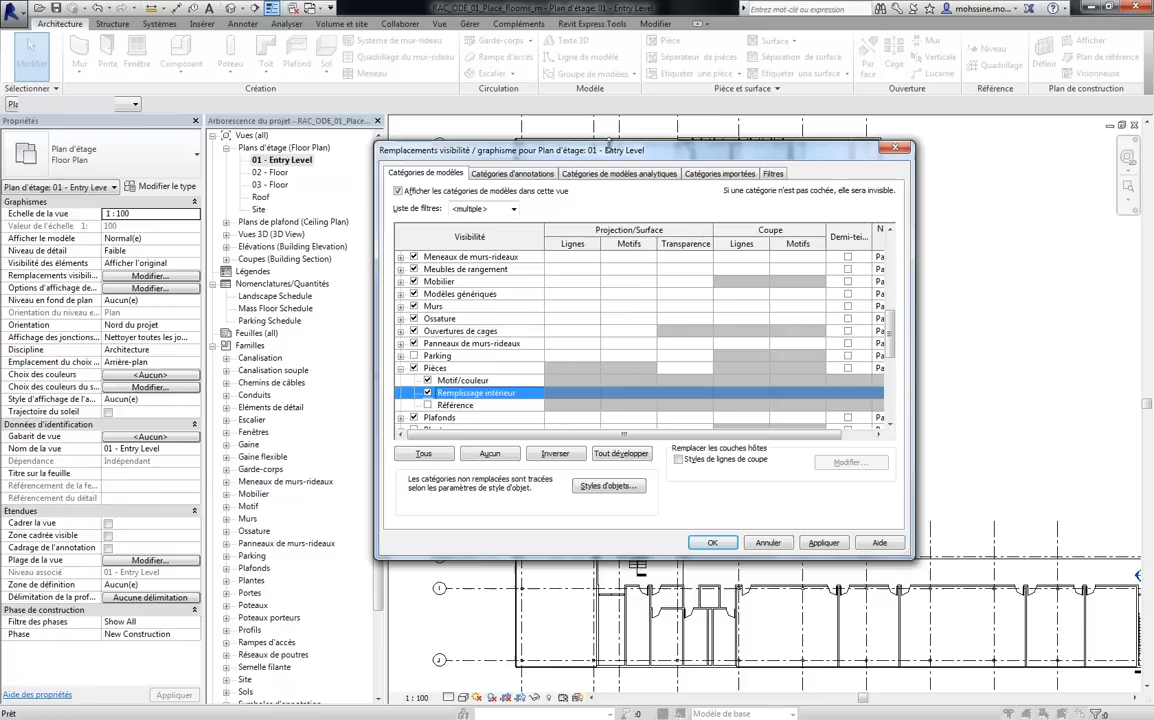 RAC_ODE_01_Place_Rooms_m - Plan d'étage: 01 - Entry Level
Entrez mot-clé ou expression
mohssine.mo...
Architecture Structure Systèmes Insérer Annoter Analyser Volume et site Collaborer Vue Gérer Compléments Revit Express Tools Modifier
Modifier
Mur Porte Fenêtre Composant Poteau Toit Plafond Sol
Système de mur-rideau
Quadrillage du mur-rideau
Meneau
Garde-corps
Rampe d'accès
Escalier
Texte 3D
Ligne de modèle
Groupe de modèles
Pièce
Séparateur de pièces
Etiqueter une pièce
Surface
Séparation de surface
Etiqueter une surface
Par face
Cage
Mur
Verticale
Lucarne
Niveau
Quadrillage
Définir
Afficher
Plan de référence
Visionneuse
Sélectionner Création Circulation Modèle Pièce et surface Ouverture Référence Plan de construction
Propriétés
Plan d'étage
Floor Plan
Plan d'étage: 01 - Entry Leve
Modifier le type
Graphismes
Echelle de la vue 1 : 100
Valeur de l'échelle 1: 100
Afficher le modèle Normal(e)
Niveau de détail Faible
Visibilité des éléments Afficher l'original
Remplacements visibili... Modifier...
Options d'affichage de... Modifier...
Niveau en fond de plan Aucun(e)
Orientation du niveau e... Plan
Orientation Nord du projet
Affichage des jonctions... Nettoyer toutes les jo...
Discipline Architecture
Emplacement du choix ... Arrière-plan
Choix des couleurs <Aucun>
Choix des couleurs du s... Modifier...
Style d'affichage de l'a... Aucun(e)
Trajectoire du soleil
Données d'identification
Gabarit de vue <Aucun>
Nom de la vue 01 - Entry Level
Dépendance Indépendant
Titre sur la feuille
Référencement de la fe...
Référencement du détail
Etendues
Cadrer la vue
Zone cadrée visible
Cadrage de l'annotation
Plage de la vue Modifier...
Niveau associé 01 - Entry Level
Zone de définition Aucun(e)
Délimitation de la prof... Aucune délimitation
Phase de construction
Filtre des phases Show All
Phase New Construction
Aide des propriétés
Appliquer
Prêt
Arborescence du projet - RAC_ODE_01_Place...
Vues (all)
Plans d'étage (Floor Plan)
01 - Entry Level
02 - Floor
03 - Floor
Roof
Site
Plans de plafond (Ceiling Plan)
Vues 3D (3D View)
Elévations (Building Elevation)
Coupes (Building Section)
Légendes
Nomenclatures/Quantités
Landscape Schedule
Mass Floor Schedule
Parking Schedule
Feuilles (all)
Familles
Canalisation
Canalisation souple
Chemins de câbles
Conduits
Eléments de détail
Escalier
Fenêtres
Gaine
Gaine flexible
Garde-corps
Meneaux de murs-rideaux
Mobilier
Motif
Murs
Ossature
Panneaux de murs-rideaux
Parking
Plafonds
Plantes
Portes
Poteaux
Poteaux porteurs
Profils
Rampes d'accès
Réseaux de poutres
Semelle filante
Site
Sols
Remplacements visibilité / graphisme pour Plan d'étage: 01 - Entry Level
Catégories de modèles Catégories d'annotations Catégories de modèles analytiques Catégories importées Filtres
Afficher les catégories de modèles dans cette vue
Si une catégorie n'est pas cochée, elle sera invisible.
Liste de filtres: <multiple>
Visibilité Projection/Surface Coupe Demi-tei... N
Lignes Motifs Transparence Lignes Motifs
Meneaux de murs-rideaux Pa
Meubles de rangement Pa
Mobilier Pa
Modèles génériques Pa
Murs Pa
Ossature Pa
Ouvertures de cages Pa
Panneaux de murs-rideaux Pa
Parking Pa
Pièces
Motif/couleur
Remplissage intérieur
Référence
Plafonds Pa
Tous Aucun Inverser Tout développer
Remplacer les couches hôtes
Styles de lignes de coupe
Modifier...
Les catégories non remplacées sont tracées
selon les paramètres de style d'objet.
Styles d'objets...
OK Annuler Appliquer Aide
I
J
1 : 100
:0
Modèle de base
:0